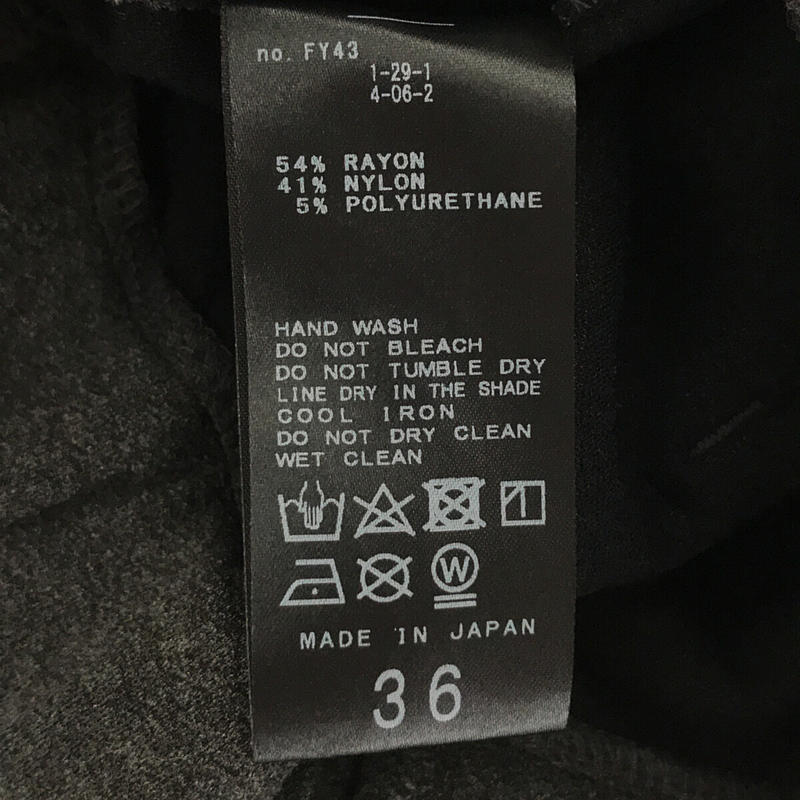 no. FY43
1-29-1
4-06-2
54% RAYON
41% NYLON
5% POLYURETHANE
HAND WASH
DO NOT BLEACH
DO NOT TUMBLE DRY
LINE DRY IN THE SHADE
COOL IRON
DO NOT DRY CLEAN
WET CLEAN
W
MADE IN JAPAN
36